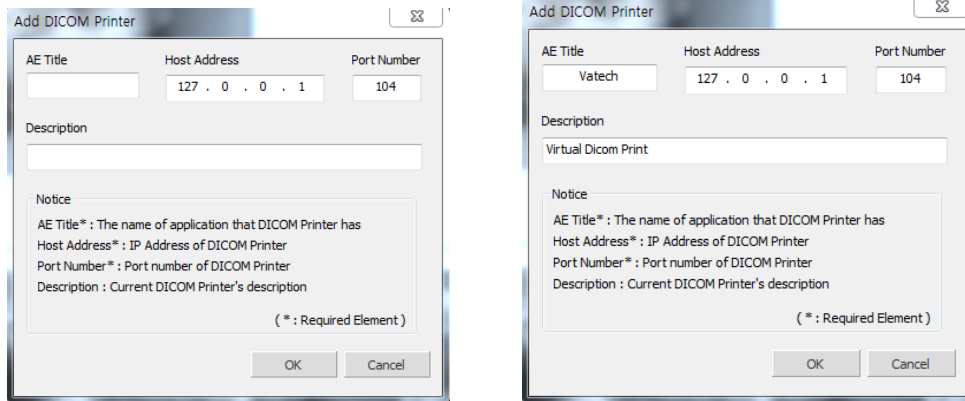 Add DICOM Printer
AE Title Host Address Port Number
127 . 0 . 0 . 1 104
Description
Notice
AE Title* : The name of application that DICOM Printer has
Host Address* : IP Address of DICOM Printer
Port Number* : Port number of DICOM Printer
Description : Current DICOM Printer's description
( * : Required Element )
OK Cancel
Add DICOM Printer
AE Title Host Address Port Number
Vatech 127 . 0 . 0 . 1 104
Description
Virtual Dicom Print
Notice
AE Title* : The name of application that DICOM Printer has
Host Address* : IP Address of DICOM Printer
Port Number* : Port number of DICOM Printer
Description : Current DICOM Printer's description
( * : Required Element )
OK Cancel